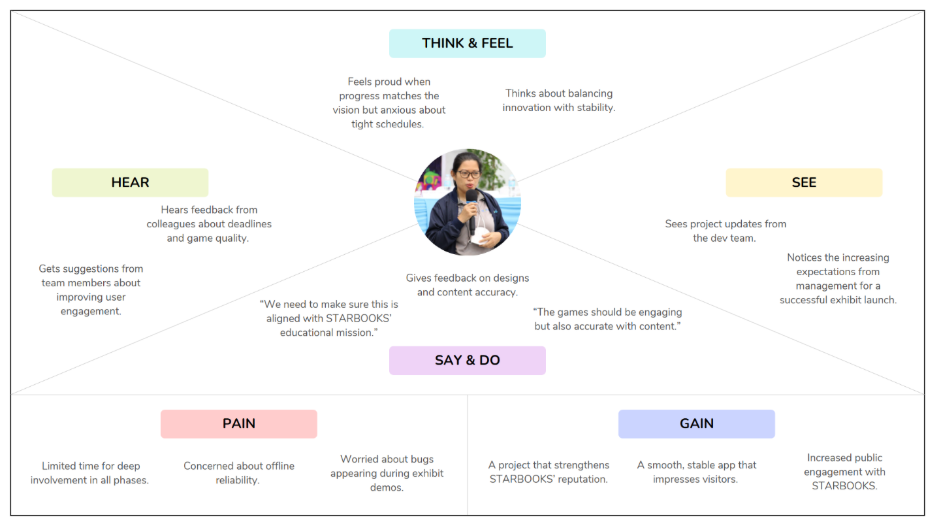 THINK & FEEL
Feels proud when
progress matches the
vision but anxious about
tight schedules.
Thinks about balancing
innovation with stability.
HEAR
Hears feedback from
colleagues about deadlines
and game quality.
Gets suggestions from
team members about
improving user
engagement.
SEE
Sees project updates from
the dev team.
Notices the increasing
expectations from
management for a
successful exhibit launch.
Gives feedback on designs
and content accuracy.
“We need to make sure this is
aligned with STARBOOKS’
educational mission.”
“The games should be engaging
but also accurate with content.”
SAY & DO
PAIN
Limited time for deep
involvement in all phases.
Concerned about offline
reliability.
Worried about bugs
appearing during exhibit
demos.
GAIN
A project that strengthens
STARBOOKS’ reputation.
A smooth, stable app that
impresses visitors.
Increased public
engagement with
STARBOOKS.